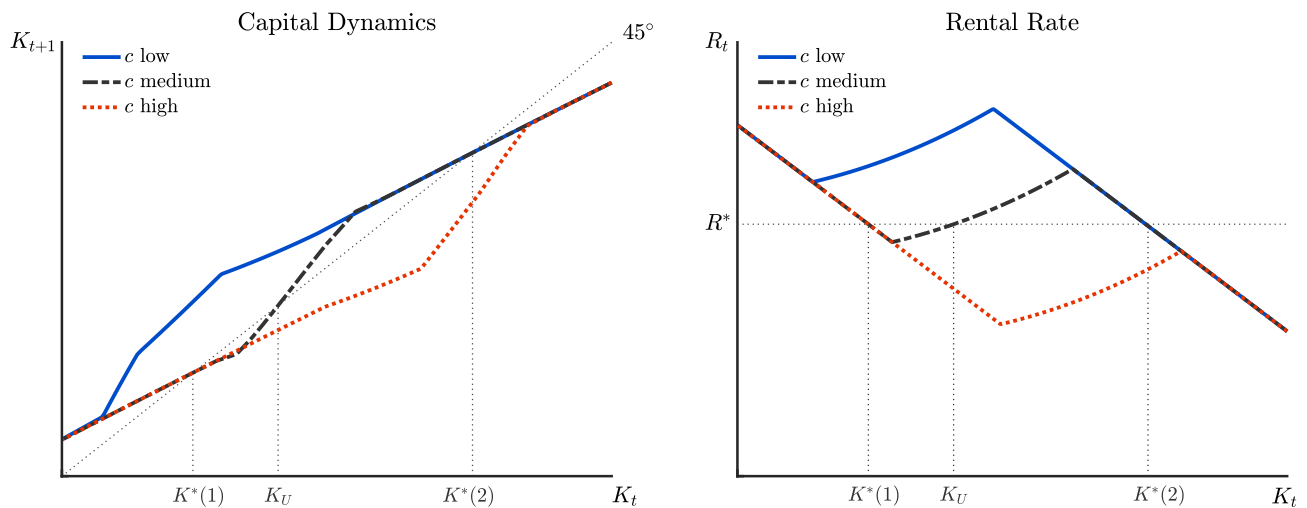 Capital Dynamics
K_{t+1}
45°
c low
c medium
c high
K*(1)
K_U
K*(2)
K_t
Rental Rate
R_t
c low
c medium
c high
R*
K*(1)
K_U
K*(2)
K_t